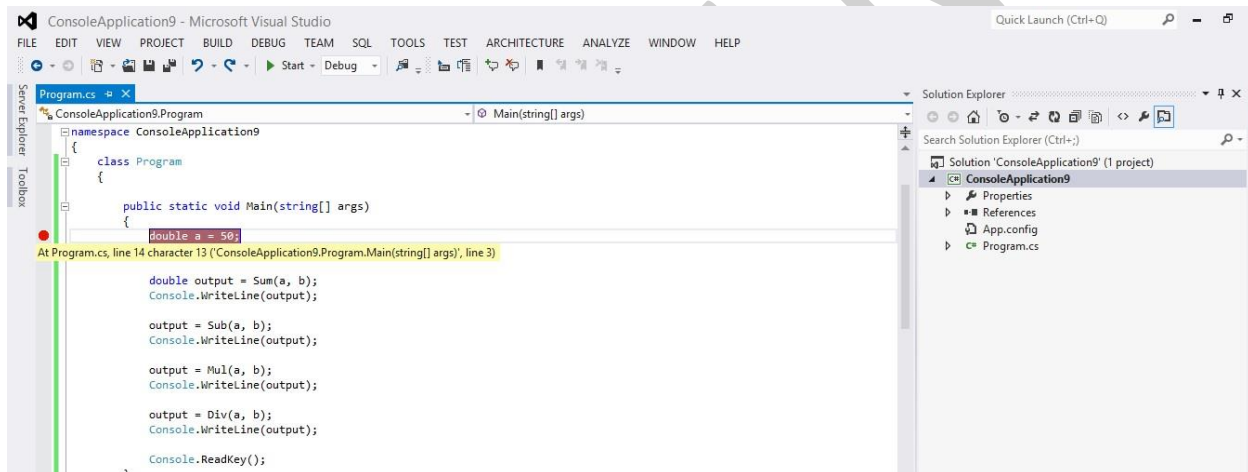 ConsoleApplication9 - Microsoft Visual Studio
Quick Launch (Ctrl+Q)
FILE EDIT VIEW PROJECT BUILD DEBUG TEAM SQL TOOLS TEST ARCHITECTURE ANALYZE WINDOW HELP
Start Debug
Server Explorer
Toolbox
Program.cs
ConsoleApplication9.Program
Main(string[] args)
namespace ConsoleApplication9
{
class Program
{
public static void Main(string[] args)
{
double a = 50;
At Program.cs, line 14 character 13 ('ConsoleApplication9.Program.Main(string[] args)', line 3)
double output = Sum(a, b);
Console.WriteLine(output);
output = Sub(a, b);
Console.WriteLine(output);
output = Mul(a, b);
Console.WriteLine(output);
output = Div(a, b);
Console.WriteLine(output);
Console.ReadKey();
Solution Explorer
Search Solution Explorer (Ctrl+;)
Solution 'ConsoleApplication9' (1 project)
C# ConsoleApplication9
Properties
References
App.config
C# Program.cs